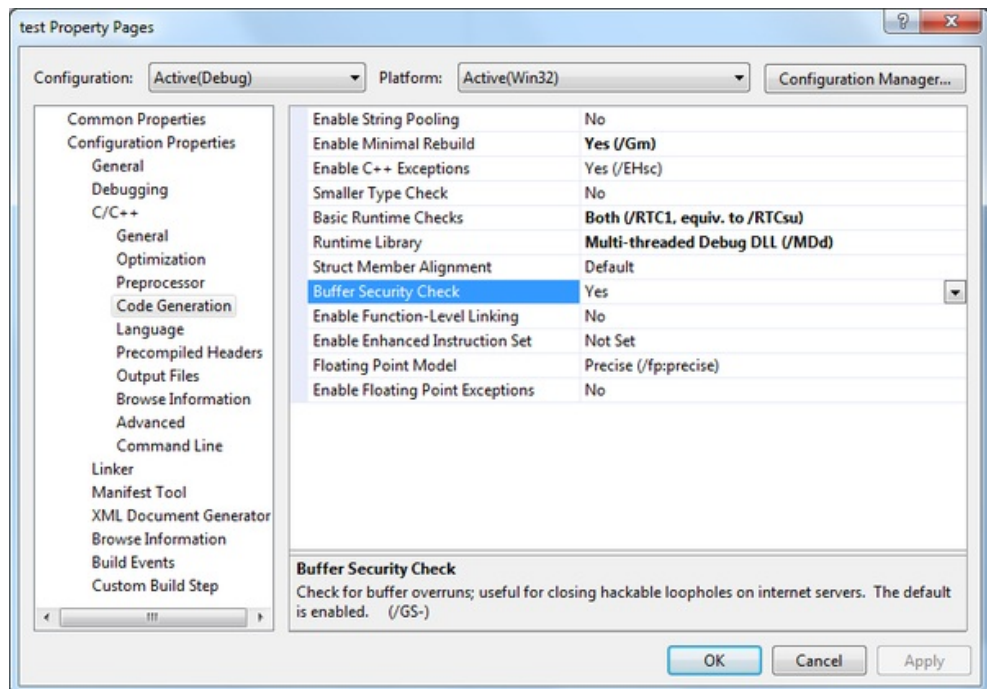 test Property Pages
Configuration: Active(Debug) Platform: Active(Win32) Configuration Manager...
Common Properties
Configuration Properties
General
Debugging
C/C++
General
Optimization
Preprocessor
Code Generation
Language
Precompiled Headers
Output Files
Browse Information
Advanced
Command Line
Linker
Manifest Tool
XML Document Generator
Browse Information
Build Events
Custom Build Step
Enable String Pooling No
Enable Minimal Rebuild Yes (/Gm)
Enable C++ Exceptions Yes (/EHsc)
Smaller Type Check No
Basic Runtime Checks Both (/RTC1, equiv. to /RTCsu)
Runtime Library Multi-threaded Debug DLL (/MDd)
Struct Member Alignment Default
Buffer Security Check Yes
Enable Function-Level Linking No
Enable Enhanced Instruction Set Not Set
Floating Point Model Precise (/fp:precise)
Enable Floating Point Exceptions No
Buffer Security Check
Check for buffer overruns; useful for closing hackable loopholes on internet servers. The default
is enabled. (/GS-)
OK Cancel Apply